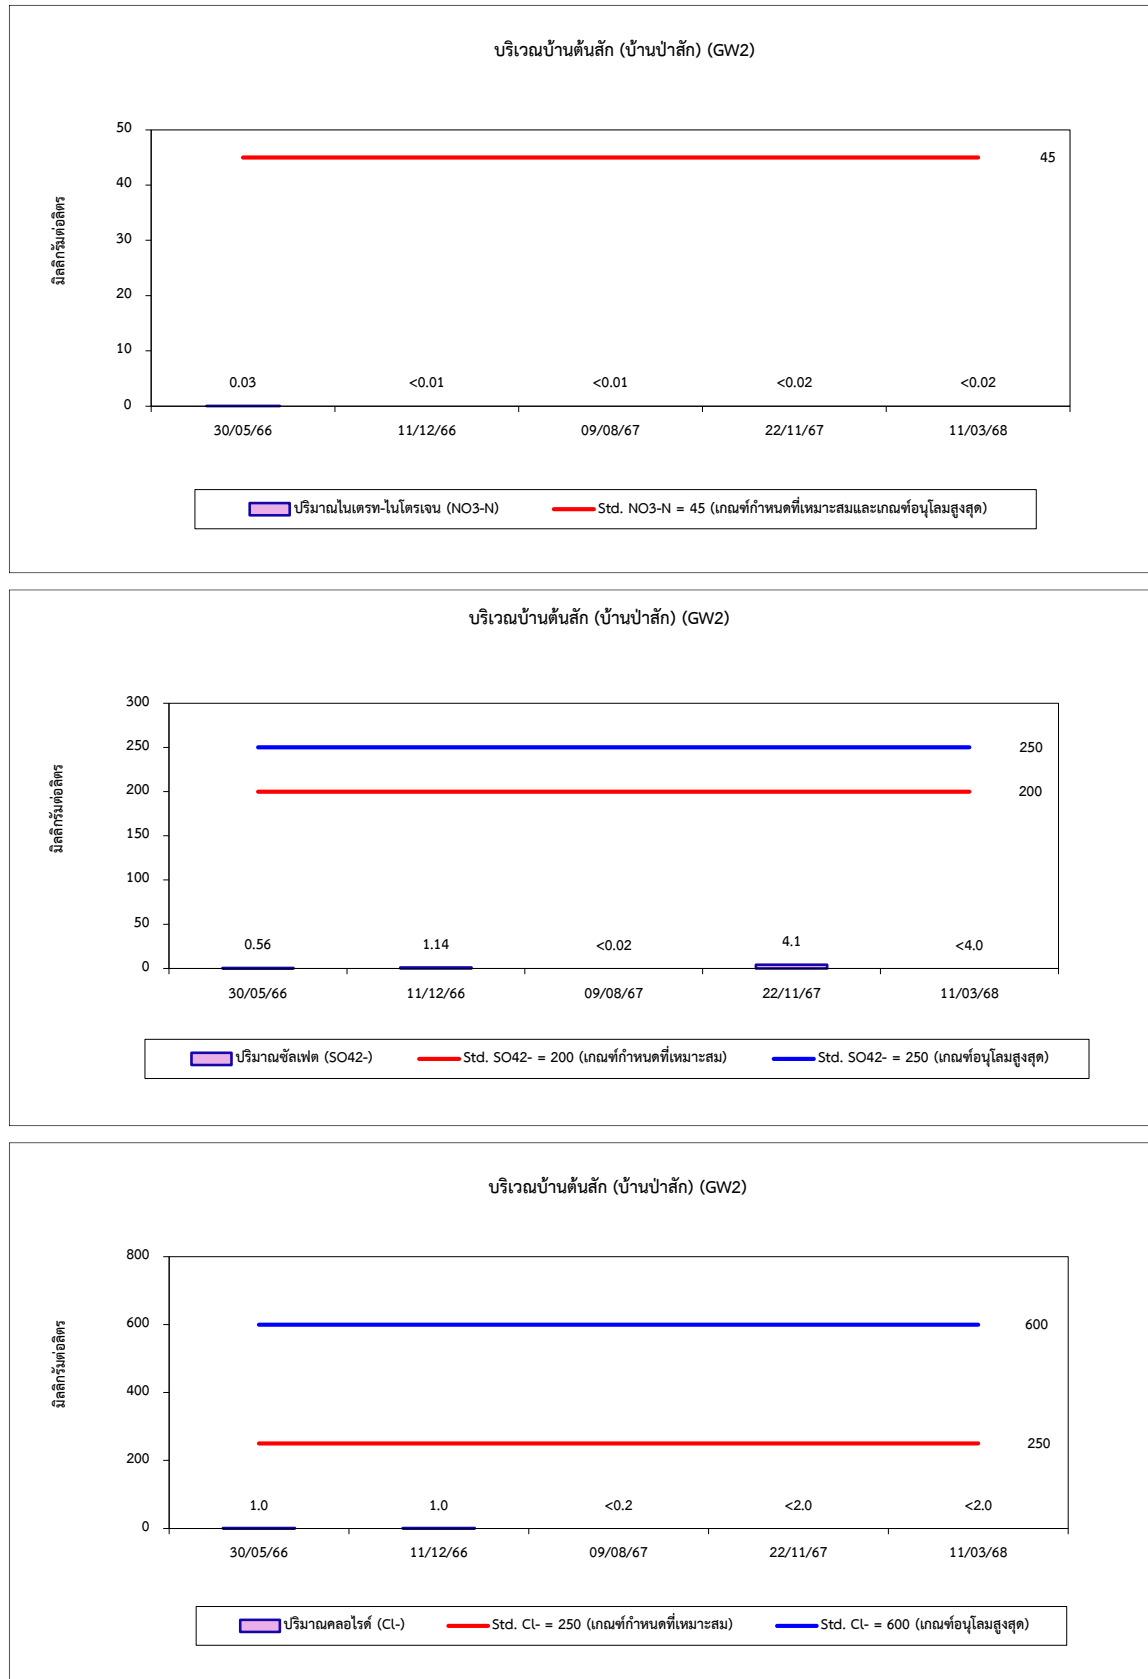 บริเวณบ้านต้นสัก (บ้านป่าสัก) (GW2)
มิลลิกรัมต่อลิตร
50
40
30
20
10
0
45
0.03 <0.01 <0.01 <0.02 <0.02
30/05/66 11/12/66 09/08/67 22/11/67 11/03/68
ปริมาณไนเตรท-ไนโตรเจน (NO3-N) Std. NO3-N = 45 (เกณฑ์กำหนดที่เหมาะสมและเกณฑ์อนุโลมสูงสุด)
บริเวณบ้านต้นสัก (บ้านป่าสัก) (GW2)
มิลลิกรัมต่อลิตร
300
250
200
150
100
50
0
250
200
0.56 1.14 <0.02 4.1 <4.0
30/05/66 11/12/66 09/08/67 22/11/67 11/03/68
ปริมาณซัลเฟต (SO42-) Std. SO42- = 200 (เกณฑ์กำหนดที่เหมาะสม) Std. SO42- = 250 (เกณฑ์อนุโลมสูงสุด)
บริเวณบ้านต้นสัก (บ้านป่าสัก) (GW2)
มิลลิกรัมต่อลิตร
800
600
400
200
0
600
250
1.0 1.0 <0.2 <2.0 <2.0
30/05/66 11/12/66 09/08/67 22/11/67 11/03/68
ปริมาณคลอไรด์ (Cl-) Std. Cl- = 250 (เกณฑ์กำหนดที่เหมาะสม) Std. Cl- = 600 (เกณฑ์อนุโลมสูงสุด)